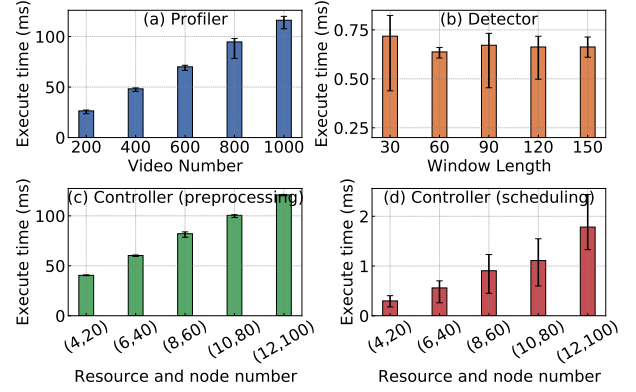 (a) Profiler
Execute time (ms)
100
50
0
200 400 600 800 1000
Video Number
(b) Detector
Execute time (ms)
0.75
0.50
0.25
30 60 90 120 150
Window Length
(c) Controller (preprocessing)
Execute time (ms)
100
50
0
(4,20) (6,40) (8,60) (10,80) (12,100)
Resource and node number
(d) Controller (scheduling)
Execute time (ms)
2
1
0
(4,20) (6,40) (8,60) (10,80) (12,100)
Resource and node number